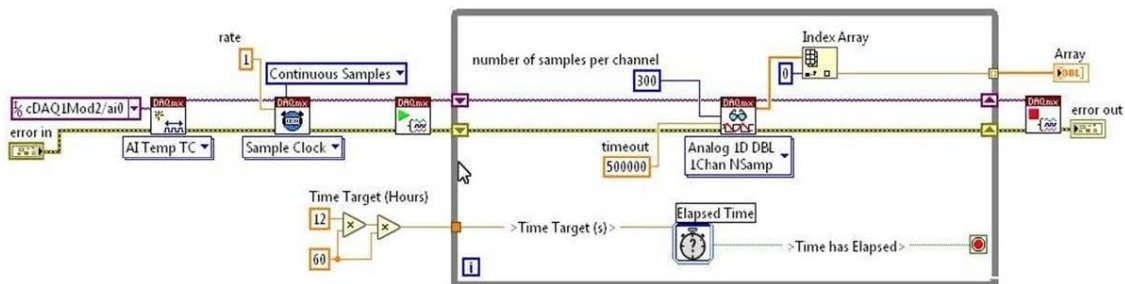 rate
1
Continuous Samples
number of samples per channel
300
Index Array
0
Array
DBL
cDAQ1Mod2/ai0
DAQmx
DAQmx
DAQmx
DAQmx
DAQmx
error in
error out
AI Temp TC
Sample Clock
timeout
500000
Analog 1D DBL
1Chan NSamp
Time Target (Hours)
12
60
>Time Target (s)>
Elapsed Time
?
>Time has Elapsed>
i